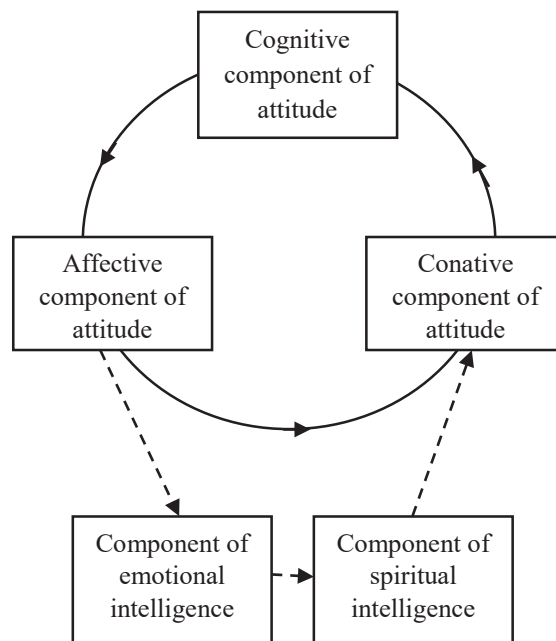 Cognitive
component of
attitude
Affective
component of
attitude
Conative
component of
attitude
Component of
emotional
intelligence
Component of
spiritual
intelligence